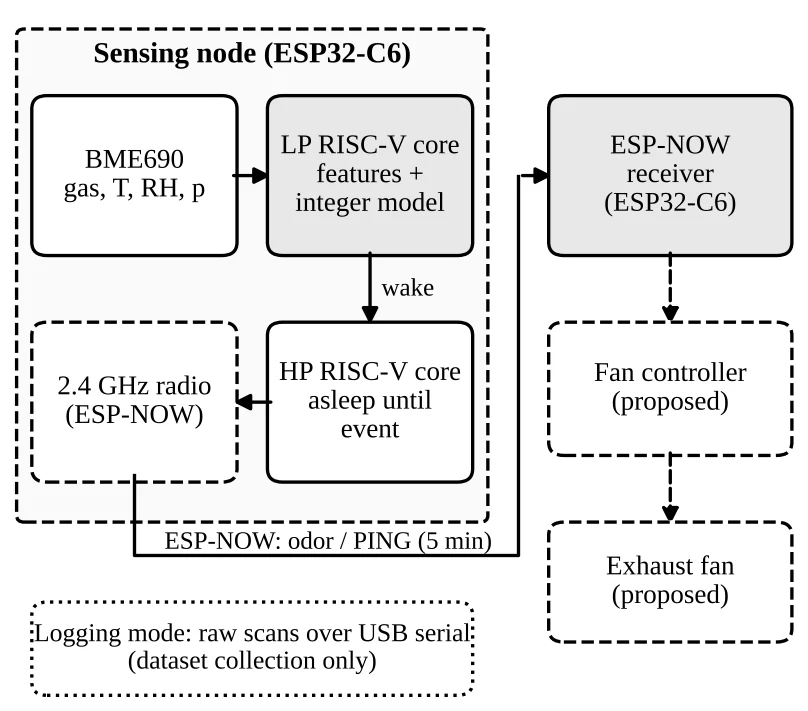 Sensing node (ESP32-C6)
BME690
gas, T, RH, p
LP RISC-V core
features +
integer model
wake
HP RISC-V core
asleep until
event
2.4 GHz radio
(ESP-NOW)
ESP-NOW: odor / PING (5 min)
ESP-NOW
receiver
(ESP32-C6)
Fan controller
(proposed)
Exhaust fan
(proposed)
Logging mode: raw scans over USB serial
(dataset collection only)